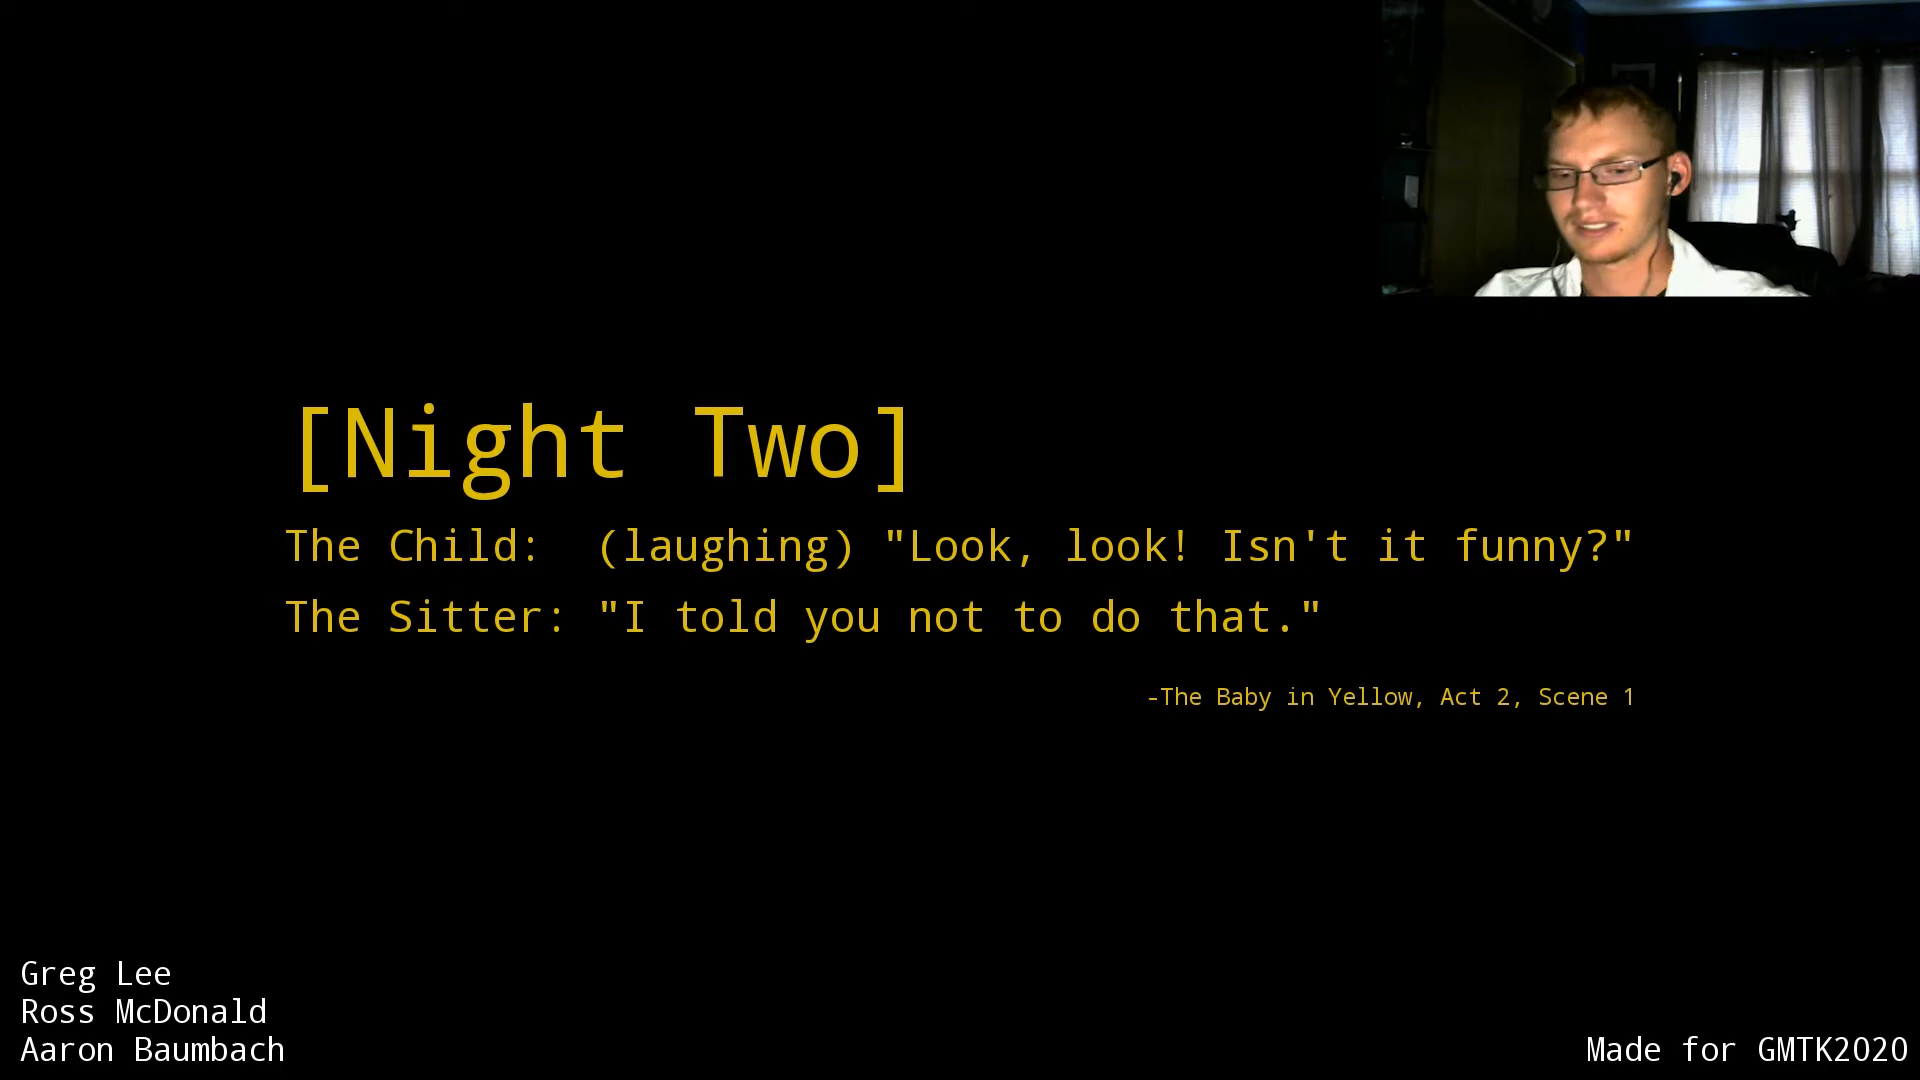 [Night Two]
The Child:  (laughing) "Look, look! Isn't it funny?"
The Sitter: "I told you not to do that."
-The Baby in Yellow, Act 2, Scene 1
Greg Lee
Ross McDonald
Aaron Baumbach
Made for GMTK2020